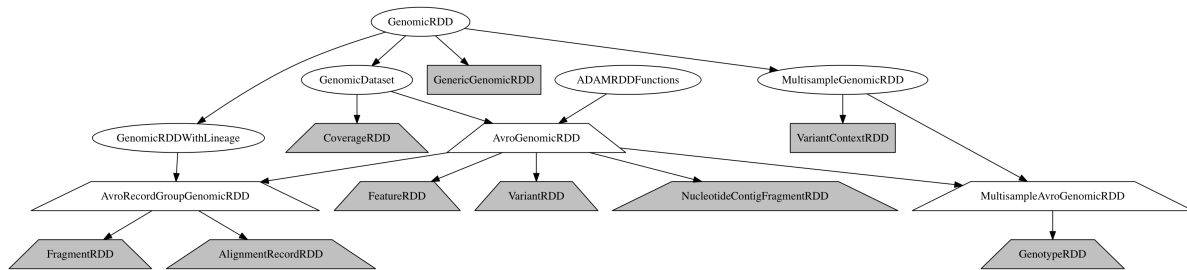 GenomicRDD
GenomicDataset
GenericGenomicRDD
ADAMRDDFunctions
MultisampleGenomicRDD
GenomicRDDWithLineage
CoverageRDD
AvroGenomicRDD
VariantContextRDD
AvroRecordGroupGenomicRDD
FeatureRDD
VariantRDD
NucleotideContigFragmentRDD
MultisampleAvroGenomicRDD
FragmentRDD
AlignmentRecordRDD
GenotypeRDD